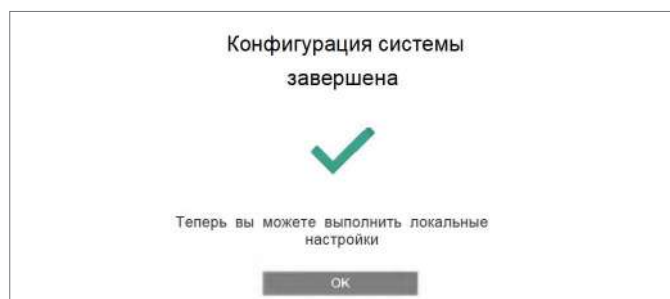 Конфигурация системы
завершена
Теперь вы можете выполнить локальные
настройки
OK